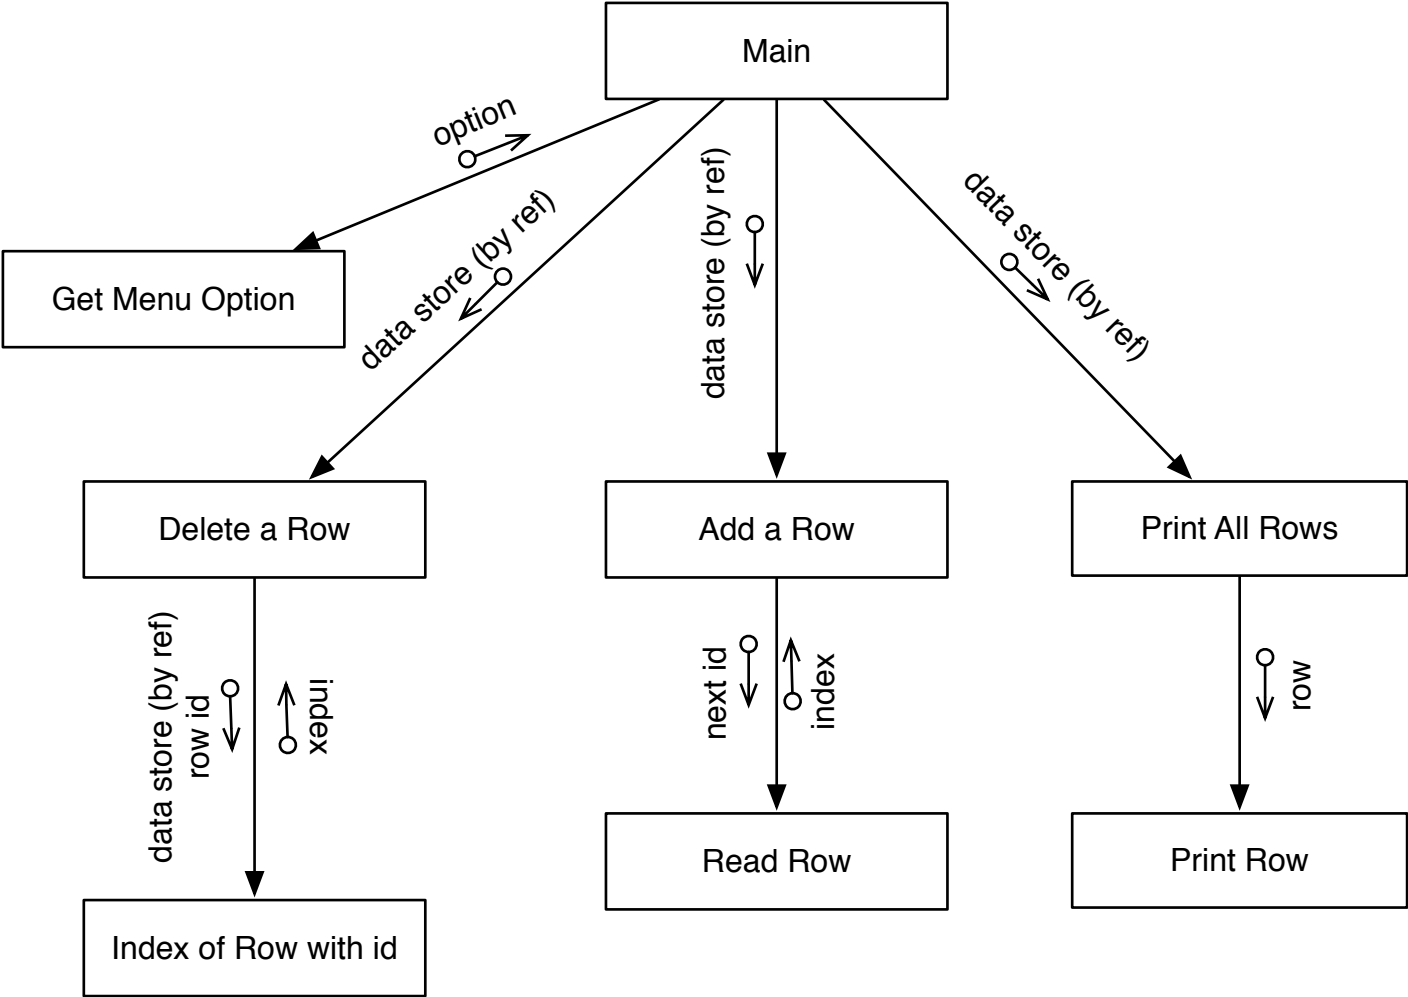 Main
option
data store (by ref)
data store (by ref)
data store (by ref)
Get Menu Option
Delete a Row
Add a Row
Print All Rows
data store (by ref)
row id
index
next id
index
row
Read Row
Print Row
Index of Row with id